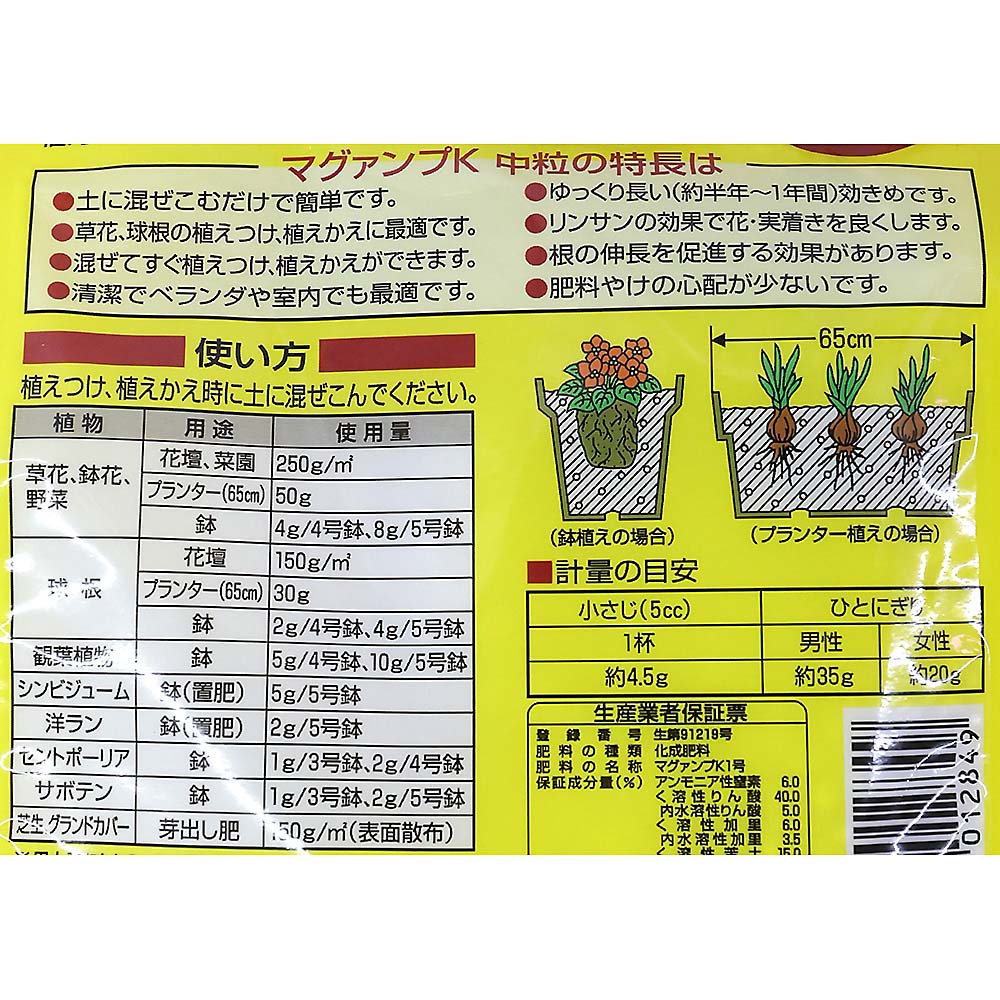 マグァンプK 中粒の特長は
●土に混ぜこむだけで簡単です。
●草花、球根の植えつけ、植えかえに最適です。
●混ぜてすぐ植えつけ、植えかえができます。
●清潔でベランダや室内でも最適です。
●ゆっくり長い(約半年〜1年間)効きめです。
●リンサンの効果で花・実着きを良くします。
●根の伸長を促進する効果があります。
●肥料やけの心配が少ないです。
使い方
植えつけ、植えかえ時に土に混ぜこんでください。
植物 用途 使用量
草花、鉢花、野菜 花壇、菜園 250g/㎡
プランター(65cm) 50g
鉢 4g/4号鉢、8g/5号鉢
球根 花壇 150g/㎡
プランター(65cm) 30g
鉢 2g/4号鉢、4g/5号鉢
観葉植物 鉢 5g/4号鉢、10g/5号鉢
シンビジューム 鉢(置肥) 5g/5号鉢
洋ラン 鉢(置肥) 2g/5号鉢
セントポーリア 鉢 1g/3号鉢、2g/4号鉢
サボテン 鉢 1g/3号鉢、2g/5号鉢
芝生、グランドカバー 芽出し肥 150g/㎡(表面散布)
65cm
(鉢植えの場合)
(プランター植えの場合)
■計量の目安
小さじ(5cc) ひとにぎり
1杯 男性 女性
約4.5g 約35g 約20g
生産業者保証票
登録番号 生第91219号
肥料の種類 化成肥料
肥料の名称 マグァンプK1号
保証成分量(%) アンモニア性窒素 6.0
く溶性りん酸 40.0
内水溶性りん酸 5.0
く溶性加里 6.0
内水溶性加里 3.5
く溶性苦土 15.0
012849